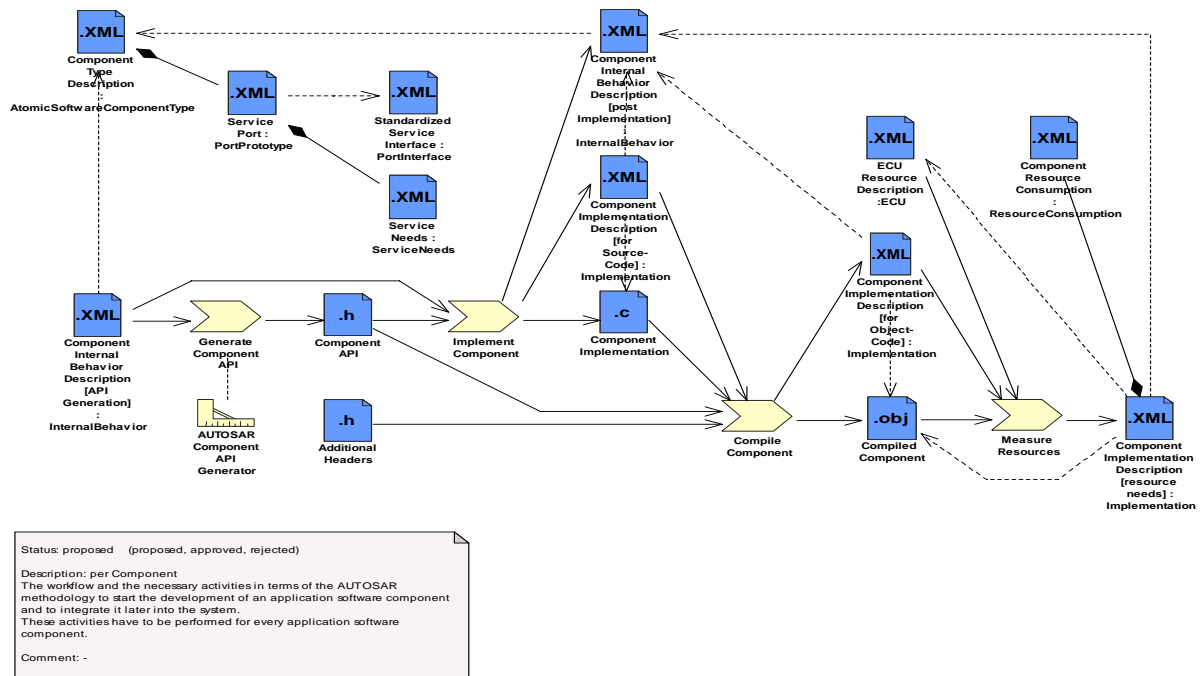 .XML
Component
Type
Description
:
AtomicSoftwareComponentType
.XML
Service
Port :
PortPrototype
.XML
Standardized
Service
Interface :
PortInterface
.XML
Service
Needs :
ServiceNeeds
.XML
Component
Internal
Behavior
Description
[post
Implementation]
:
InternalBehavior
.XML
Component
Implementation
Description
[for
Source-
Code] :
Implementation
.XML
ECU
Resource
Description
:ECU
.XML
Component
Resource
Consumption
:
ResourceConsumption
.XML
Component
Implementation
Description
[for
Object-
Code] :
Implementation
.XML
Component
Internal
Behavior
Description
[API
Generation]
:
InternalBehavior
Generate
Component
API
.h
Component
API
Implement
Component
.c
Component
Implementation
AUTOSAR
Component
API
Generator
.h
Additional
Headers
Compile
Component
.obj
Compiled
Component
Measure
Resources
.XML
Component
Implementation
Description
[resource
needs] :
Implementation
Status: proposed (proposed, approved, rejected)
Description: per Component
The workflow and the necessary activities in terms of the AUTOSAR
methodology to start the development of an application software component
and to integrate it later into the system.
These activities have to be performed for every application software
component.
Comment: -